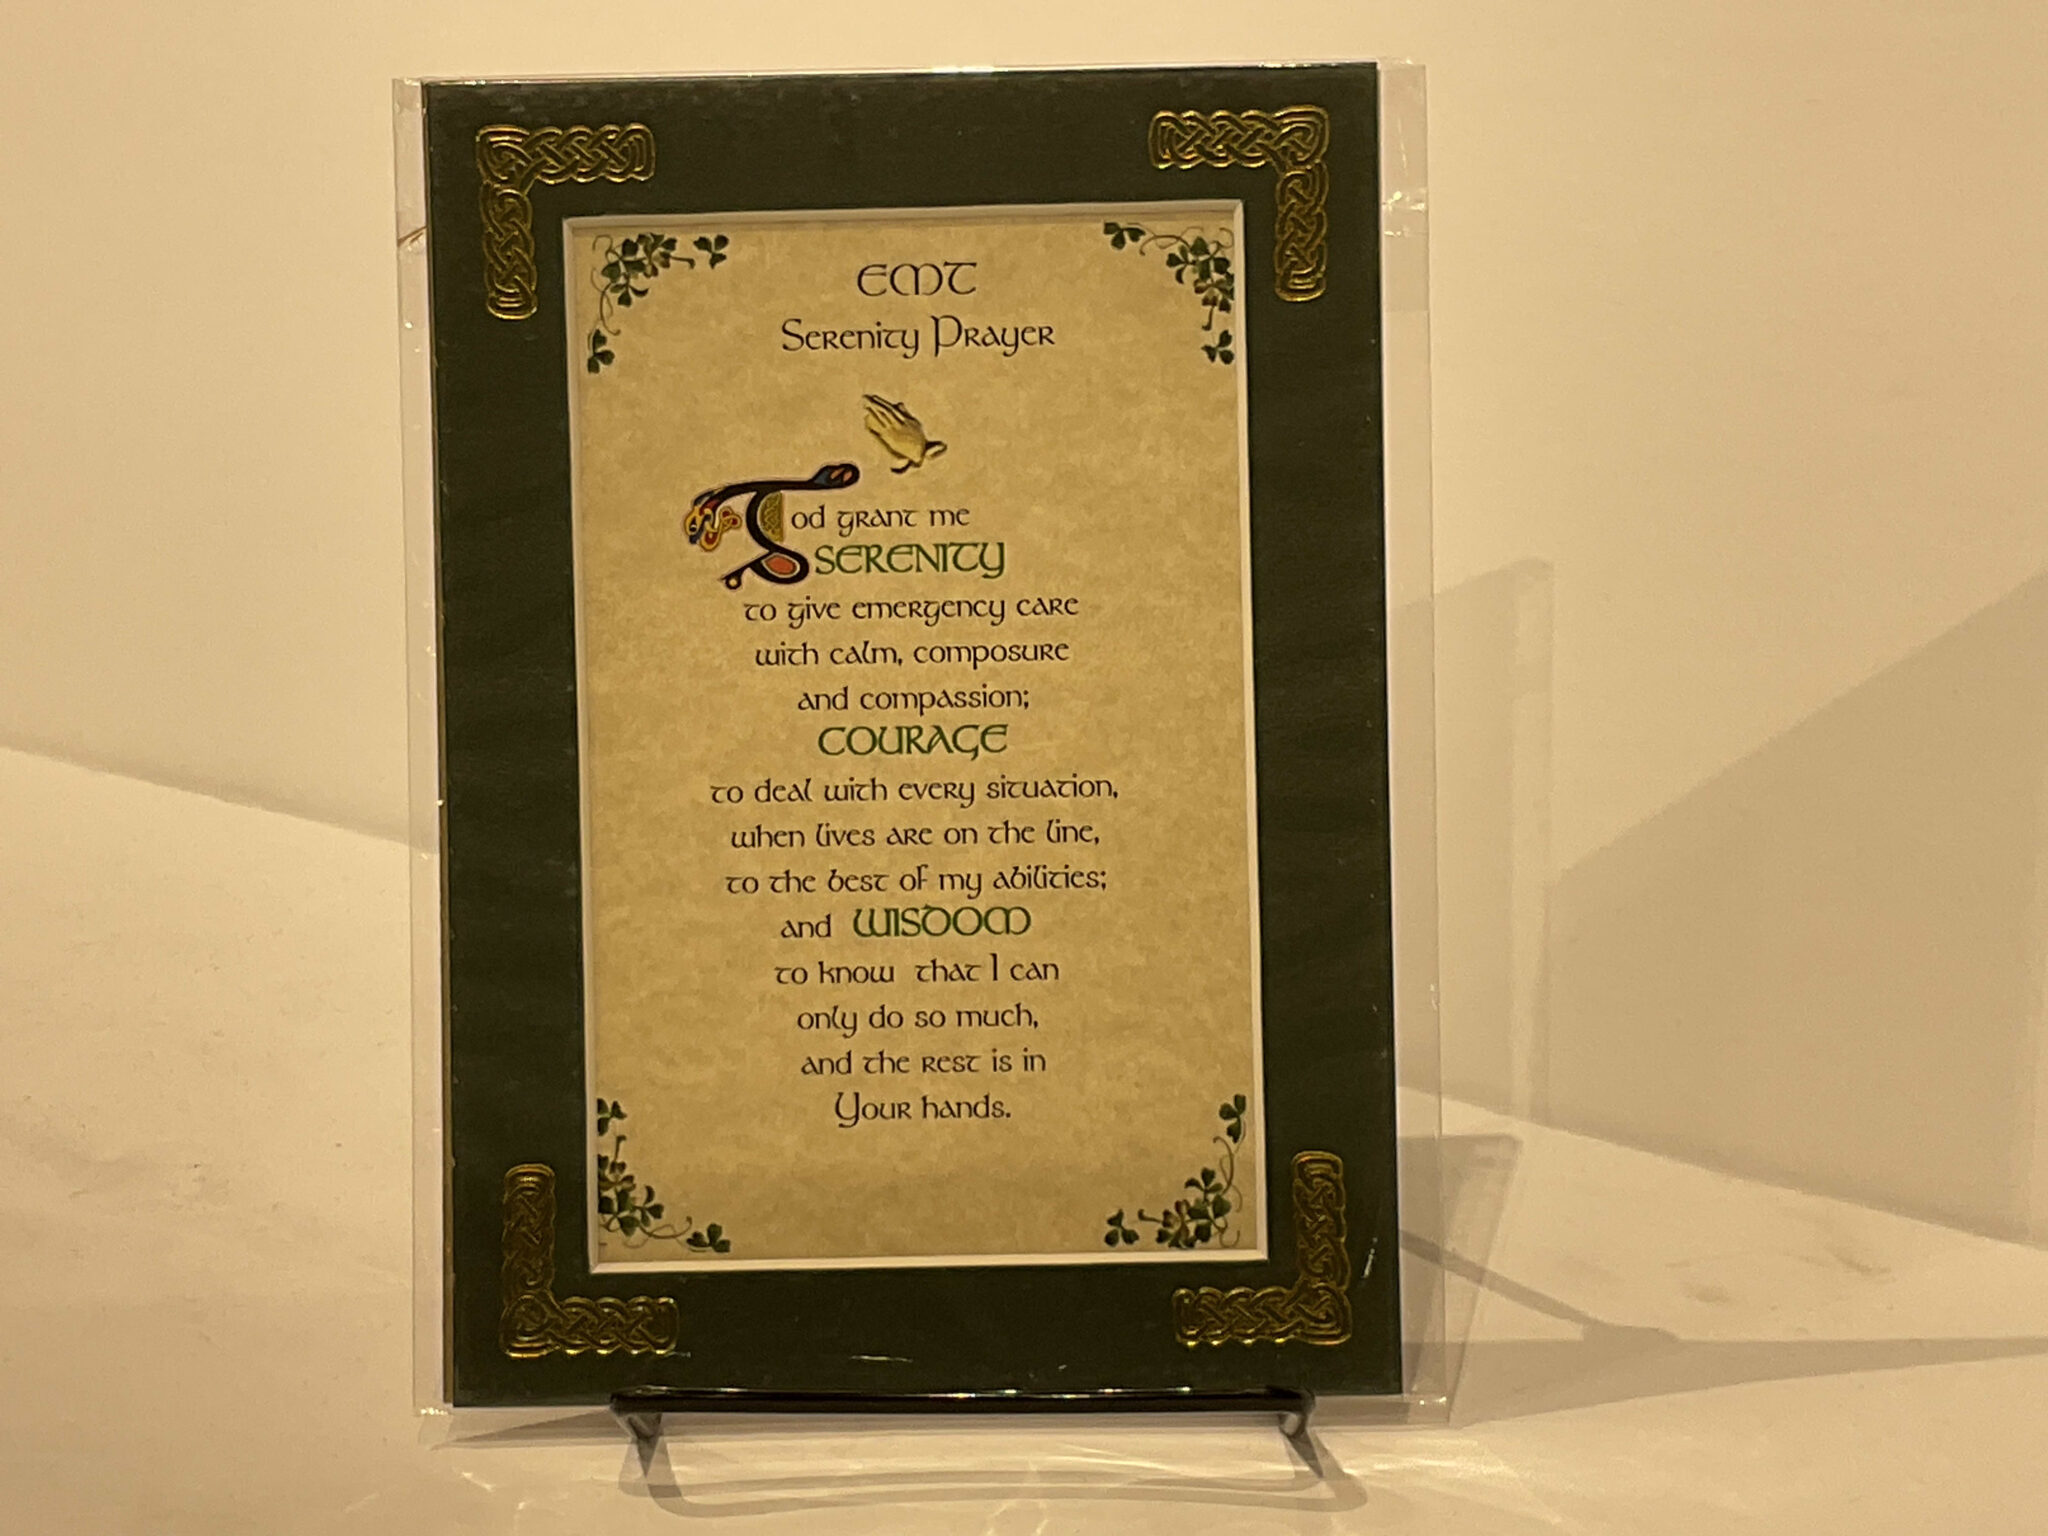 EMT
Serenity Prayer
God grant me
SERENITY
to give emergency care
with calm, composure
and compassion;
COURAGE
to deal with every situation,
when lives are on the line,
to the best of my abilities;
and WISDOM
to know that I can
only do so much,
and the rest is in
Your hands.